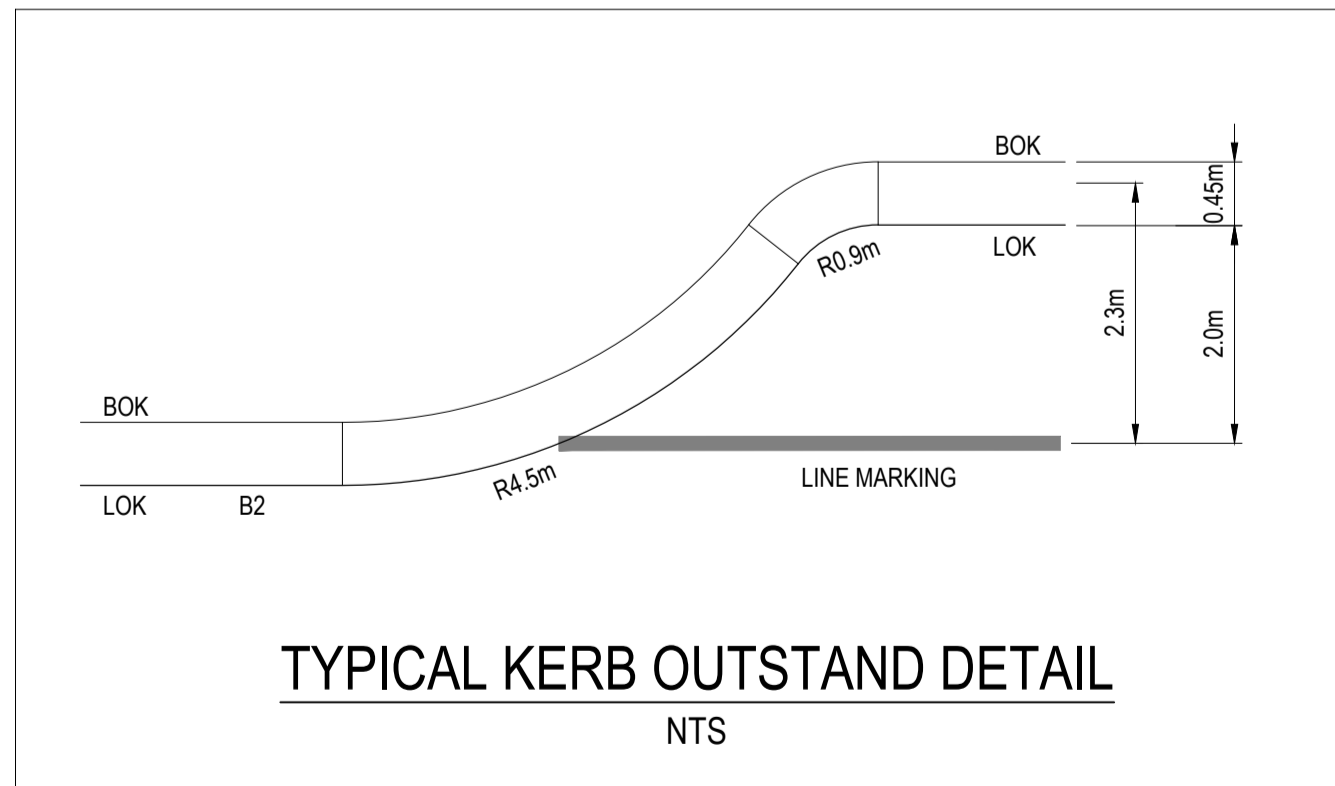 BOK
0.45m
LOK
R0.9m
2.3m
2.0m
BOK
R4.5m
LINE MARKING
LOK B2
TYPICAL KERB OUTSTAND DETAIL
NTS